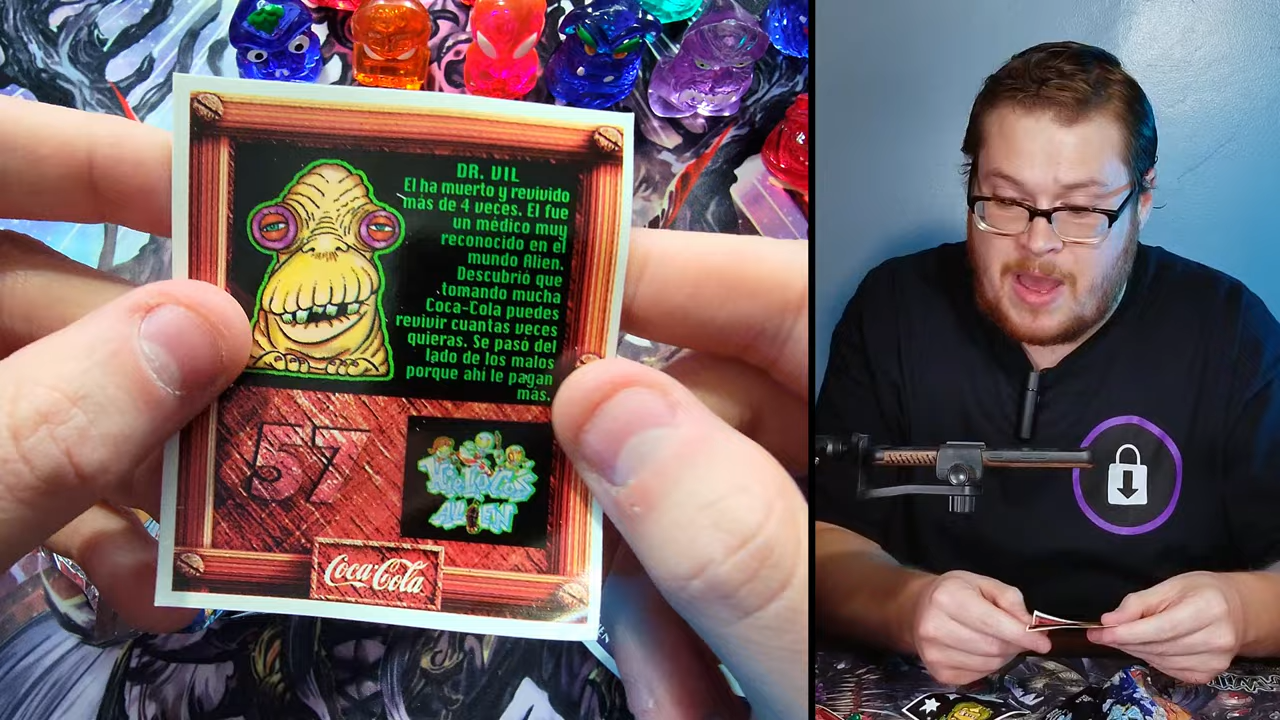 DR. VIL
El ha muerto y revivido
más de 4 veces. El fue
un médico muy
reconocido en el
mundo Alien.
Descubrió que
tomando mucha
Coca-Cola puedes
revivir cuantas veces
quieras. Se pasó del
lado de los malos
porque ahí le pagan
más.
57
Hielocos
ALIEN
Coca-Cola